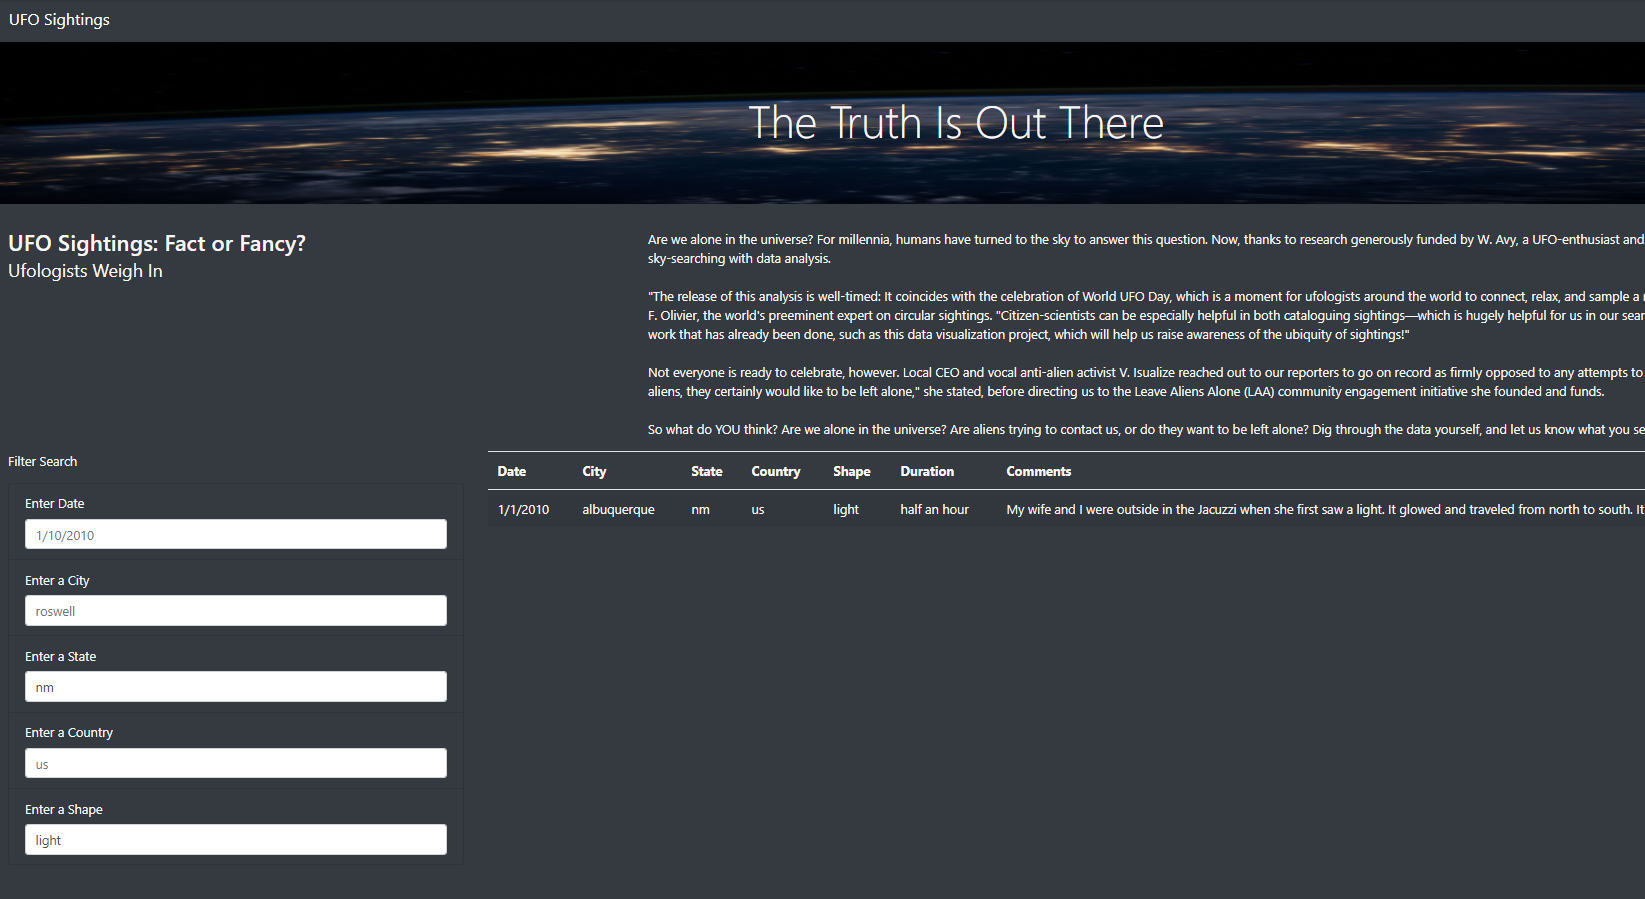 UFO Sightings
The Truth Is Out There
UFO Sightings: Fact or Fancy?
Ufologists Weigh In
Are we alone in the universe? For millennia, humans have turned to the sky to answer this question. Now, thanks to research generously funded by W. Avy, a UFO-enthusiast and
sky-searching with data analysis.
"The release of this analysis is well-timed: It coincides with the celebration of World UFO Day, which is a moment for ufologists around the world to connect, relax, and sample a
F. Olivier, the world's preeminent expert on circular sightings. "Citizen-scientists can be especially helpful in both cataloguing sightings—which is hugely helpful for us in our
work that has already been done, such as this data visualization project, which will help us raise awareness of the ubiquity of sightings!"
Not everyone is ready to celebrate, however. Local CEO and vocal anti-alien activist V. Isualize reached out to our reporters to go on record as firmly opposed to any attempts to
aliens, they certainly would like to be left alone," she stated, before directing us to the Leave Aliens Alone (LAA) community engagement initiative she founded and funds.
So what do YOU think? Are we alone in the universe? Are aliens trying to contact us, or do they want to be left alone? Dig through the data yourself, and let us know what you
Filter Search
Enter Date
1/10/2010
Enter a City
roswell
Enter a State
nm
Enter a Country
us
Enter a Shape
light
Date City State Country Shape Duration Comments
1/1/2010 albuquerque nm us light half an hour My wife and I were outside in the Jacuzzi when she first saw a light. It glowed and traveled from north to south. It